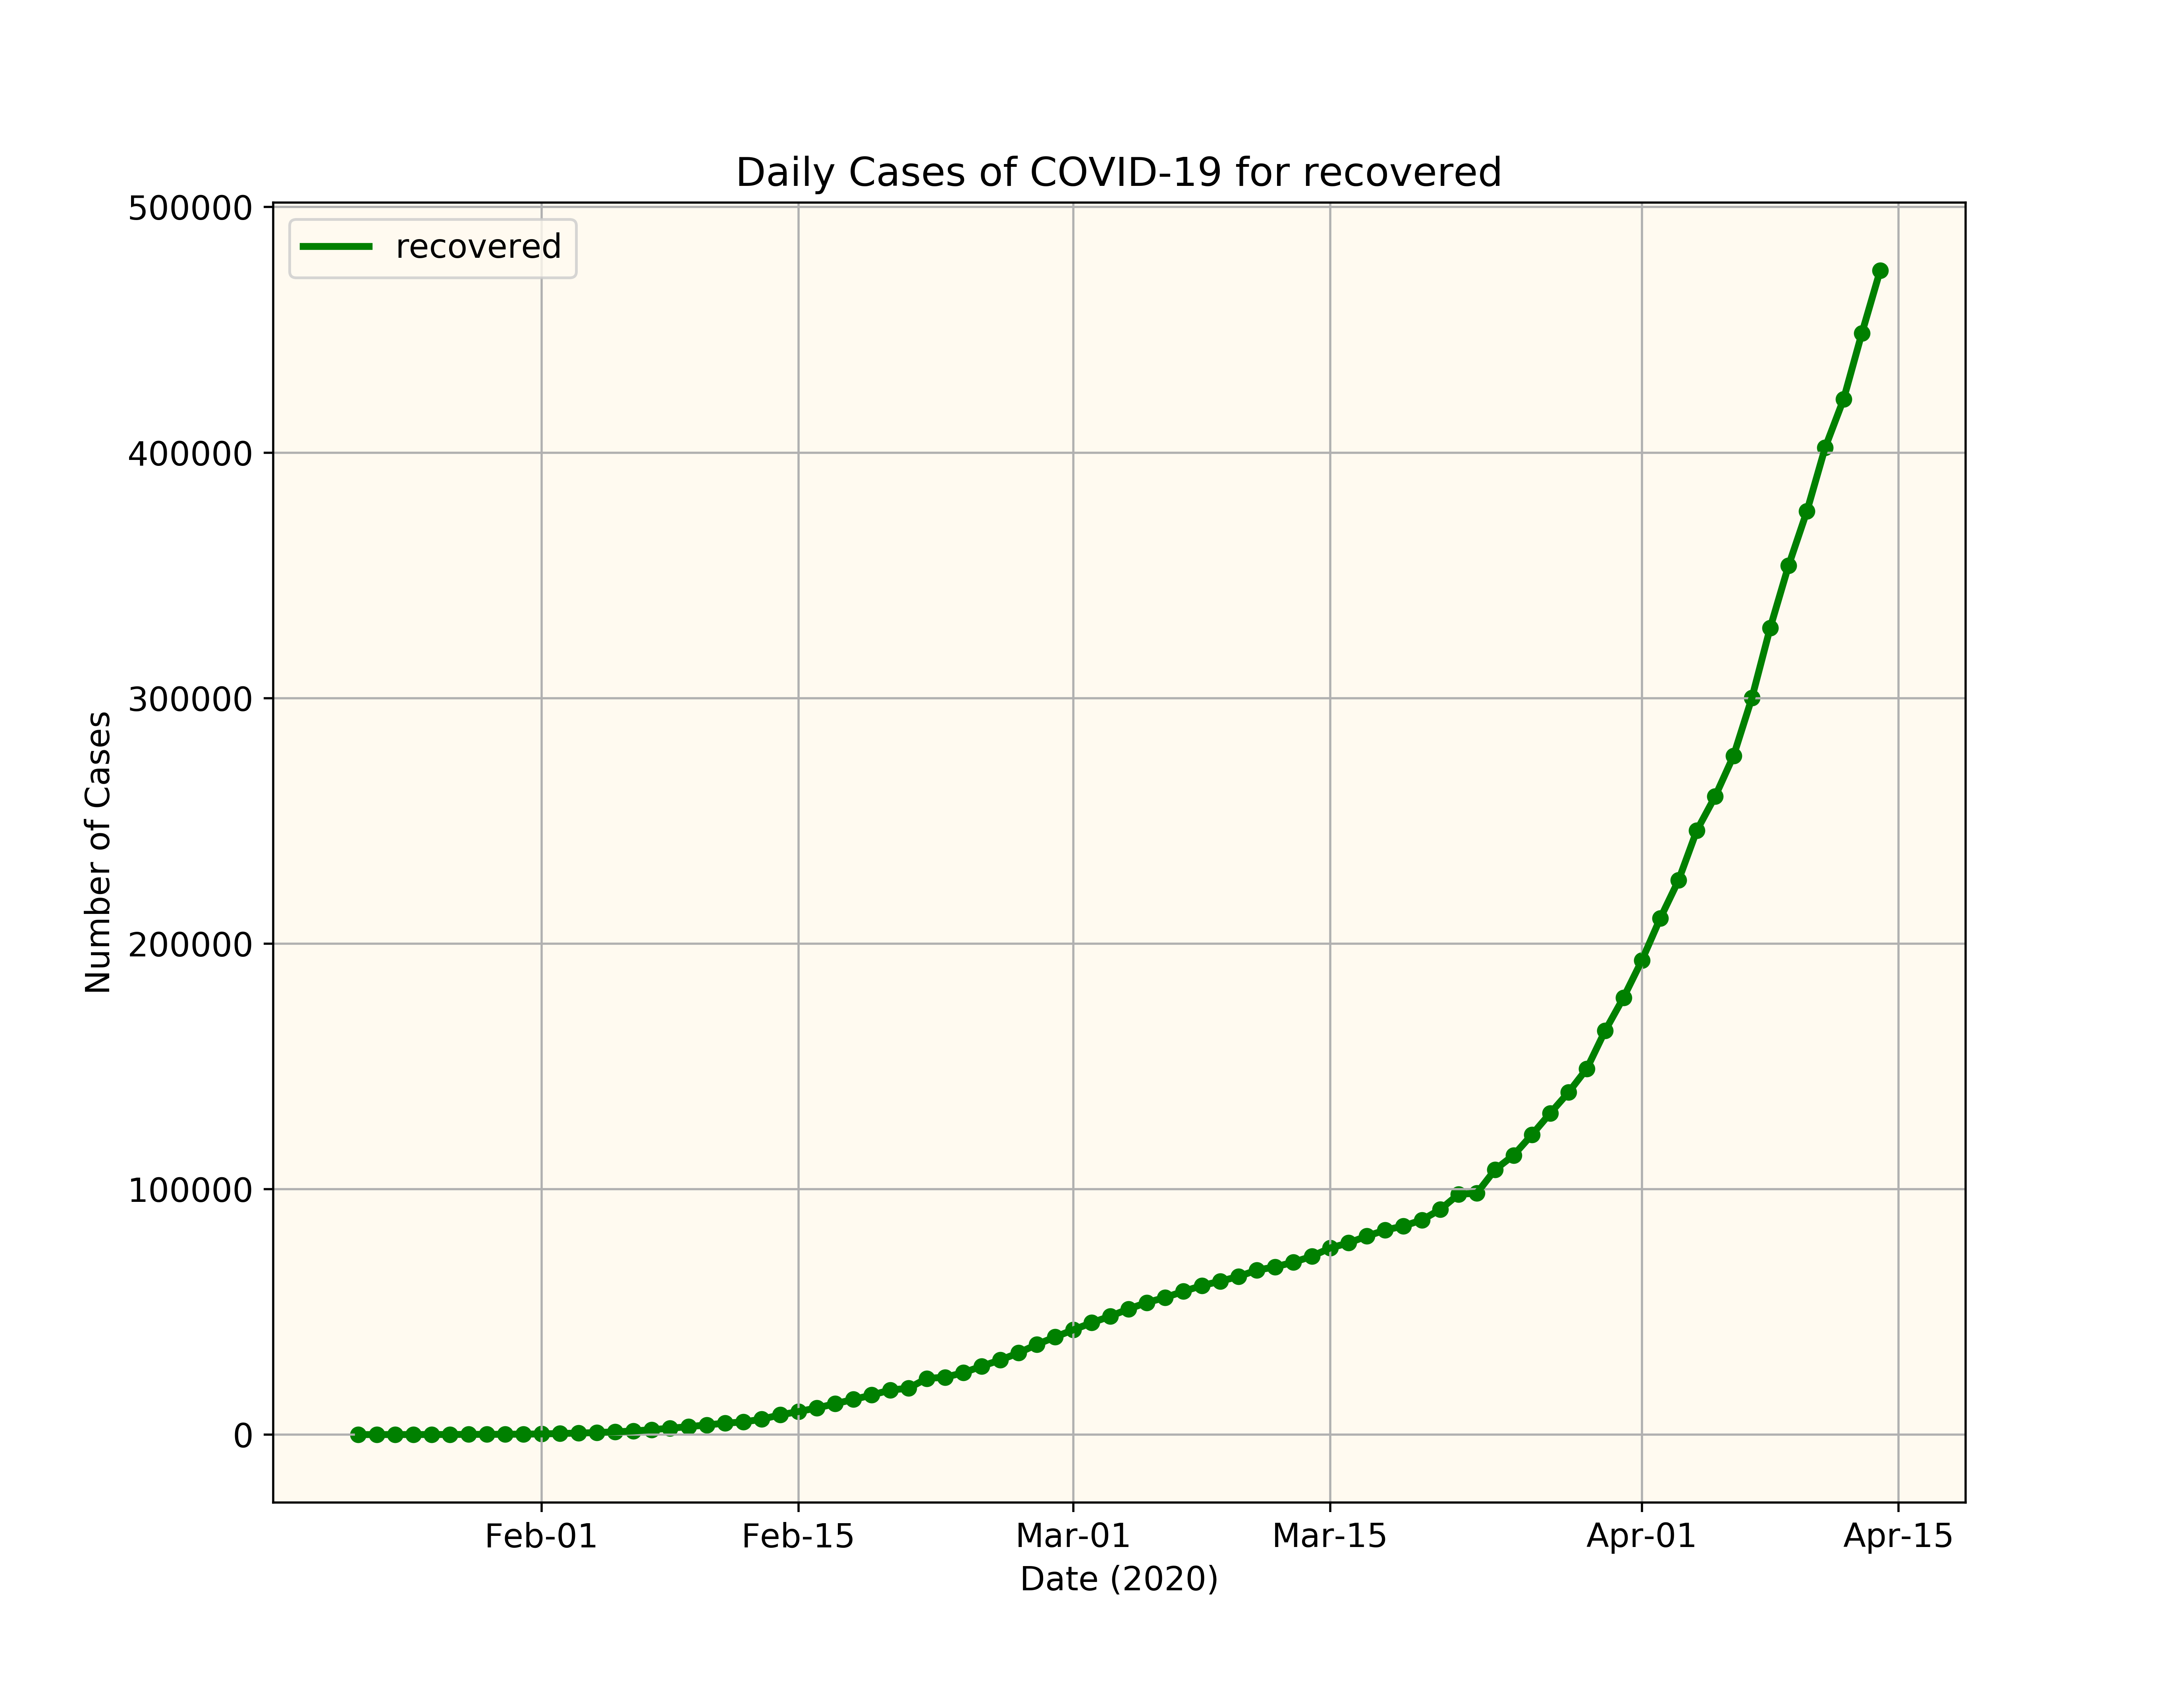 Daily Cases of COVID-19 for recovered
recovered
500000
400000
300000
200000
100000
0
Number of Cases
Feb-01 Feb-15 Mar-01 Mar-15 Apr-01 Apr-15
Date (2020)